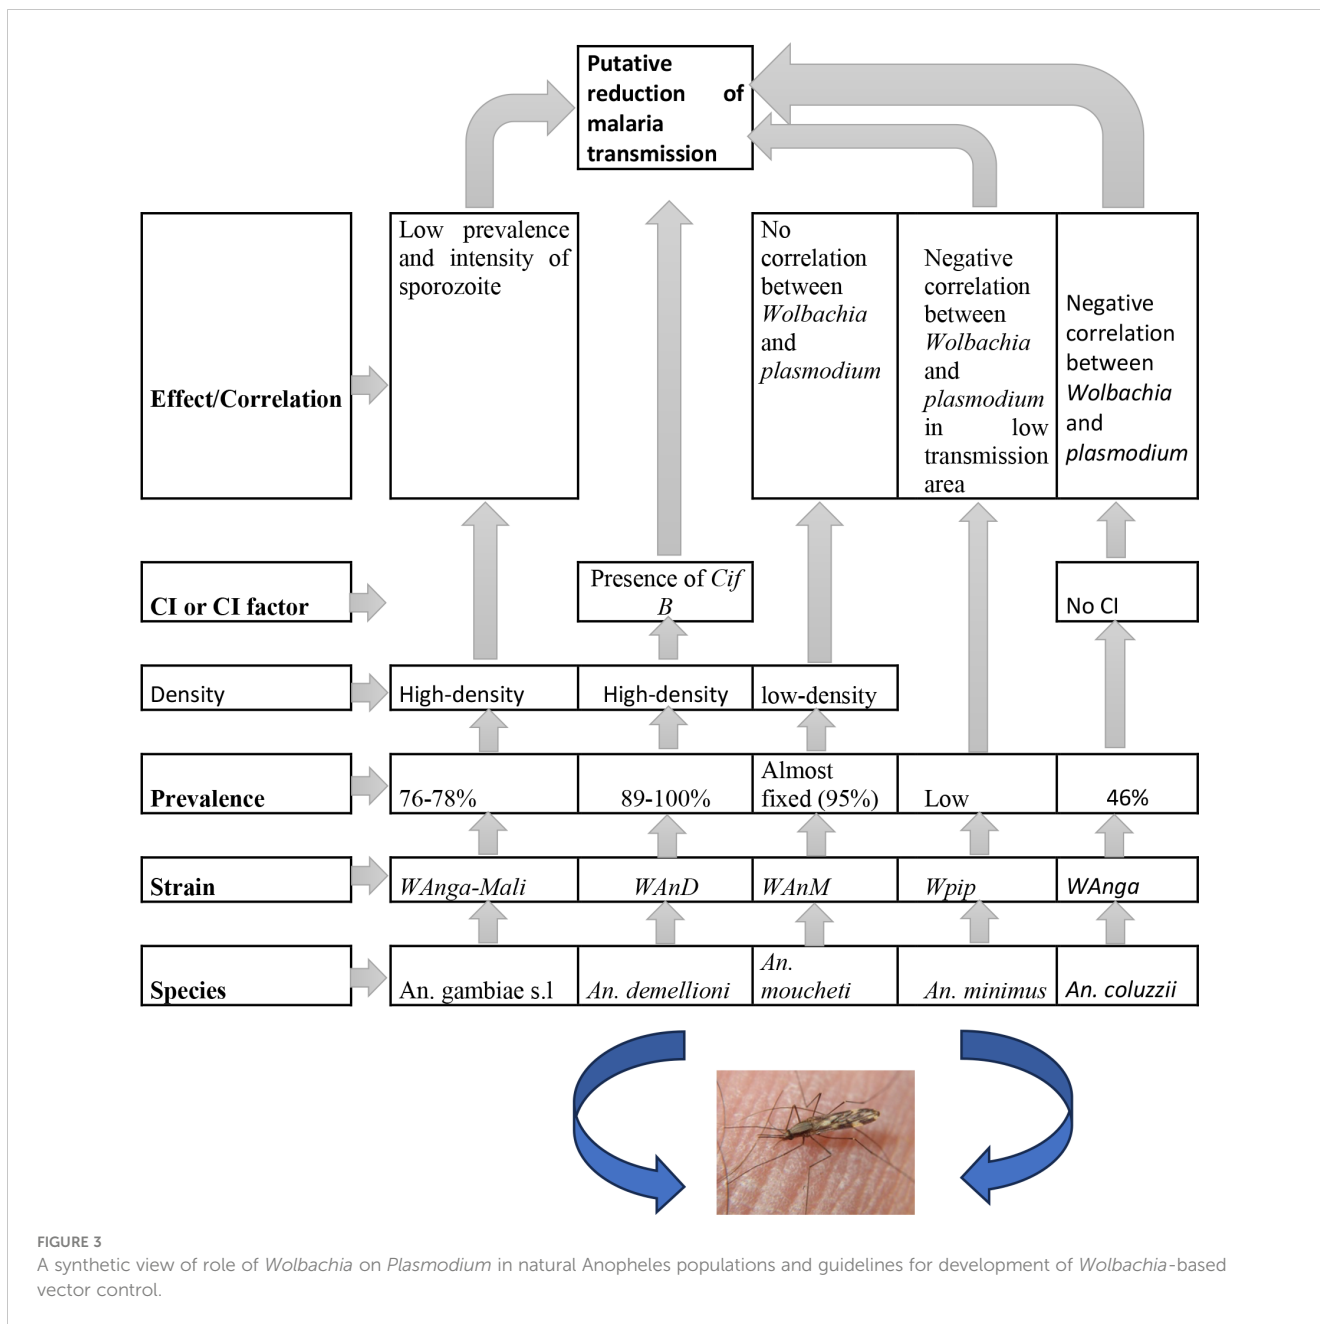 Putative
reduction of
malaria
transmission
Effect/Correlation
Low prevalence
and intensity of
sporozoite
No
correlation
between
Wolbachia
and
plasmodium
Negative
correlation
between
Wolbachia
and
plasmodium
in low
transmission
area
Negative
correlation
between
Wolbachia
and
plasmodium
CI or CI factor
Presence of Cif
B
No CI
Density
High-density
High-density
low-density
Prevalence
76-78%
89-100%
Almost
fixed (95%)
Low
46%
Strain
WAnga-Mali
WAnD
WAnM
Wpip
WAnga
Species
An. gambiae s.l
An. demellioni
An.
moucheti
An. minimus
An. coluzzii
FIGURE 3
A synthetic view of role of Wolbachia on Plasmodium in natural Anopheles populations and guidelines for development of Wolbachia-based
vector control.